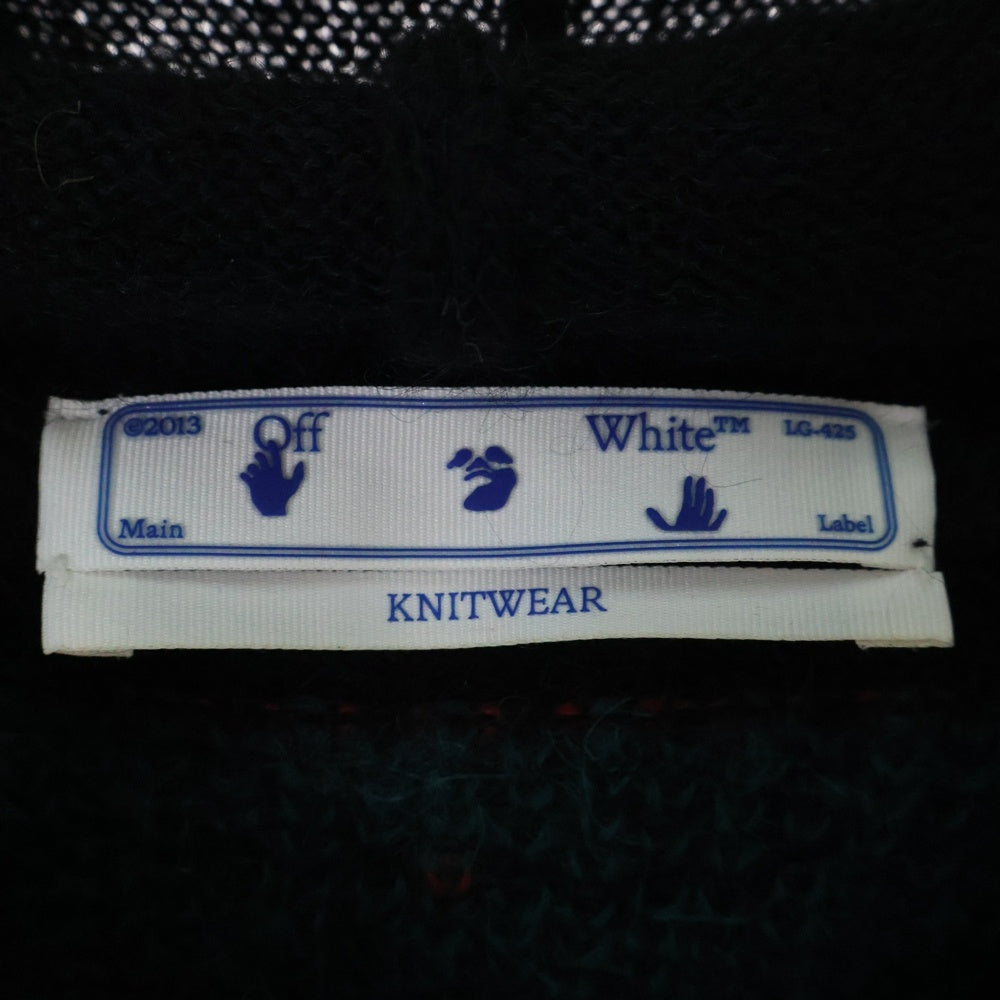 ©2013 Off White™ LG-425
Main Label
KNITWEAR